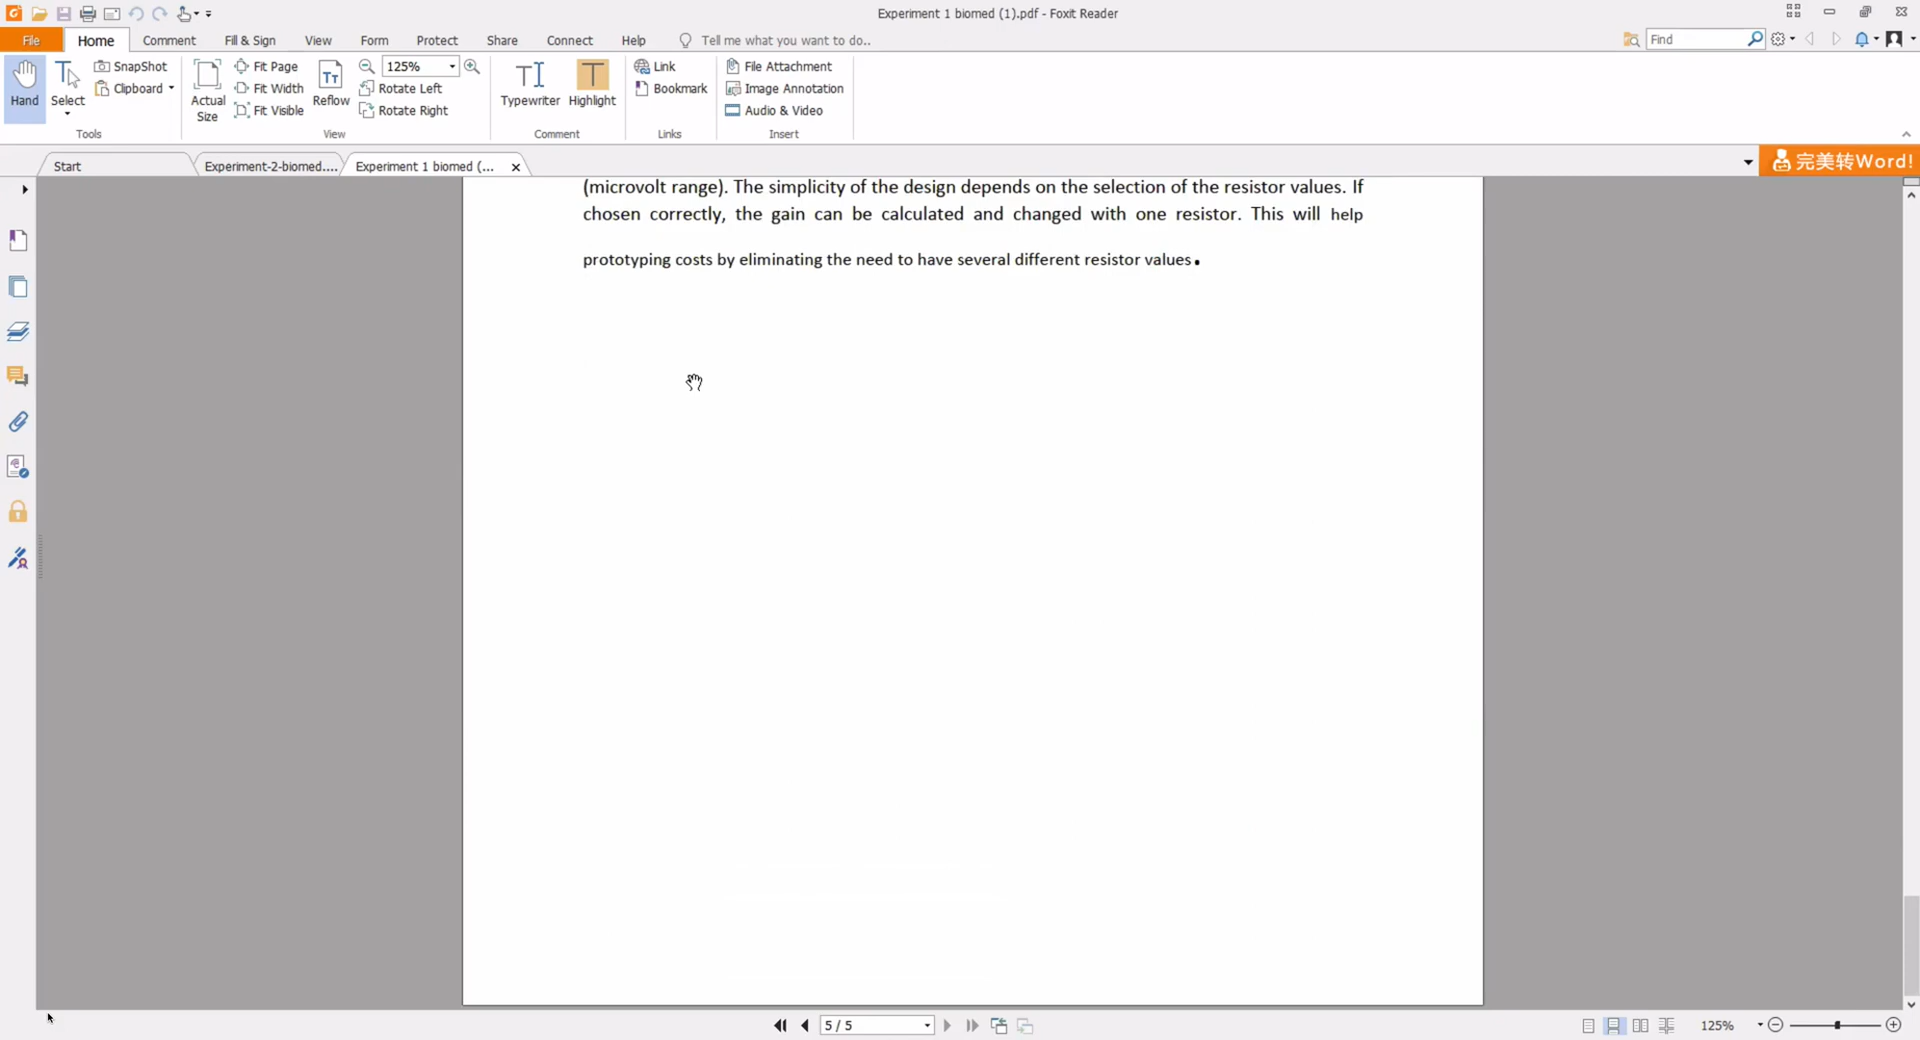 Experiment 1 biomed (1).pdf - Foxit Reader
File Home Comment Fill & Sign View Form Protect Share Connect Help Tell me what you want to do.. Find
Hand
Select
SnapShot
Clipboard
Tools
Actual Size
Fit Page
Fit Width
Fit Visible
Reflow
125%
Rotate Left
Rotate Right
View
Typewriter
Highlight
Comment
Link
Bookmark
Links
File Attachment
Image Annotation
Audio & Video
Insert
Start Experiment-2-biomed.... Experiment 1 biomed (... 完美转Word!
(microvolt range). The simplicity of the design depends on the selection of the resistor values. If
chosen correctly, the gain can be calculated and changed with one resistor. This will help
prototyping costs by eliminating the need to have several different resistor values.
5 / 5 125%